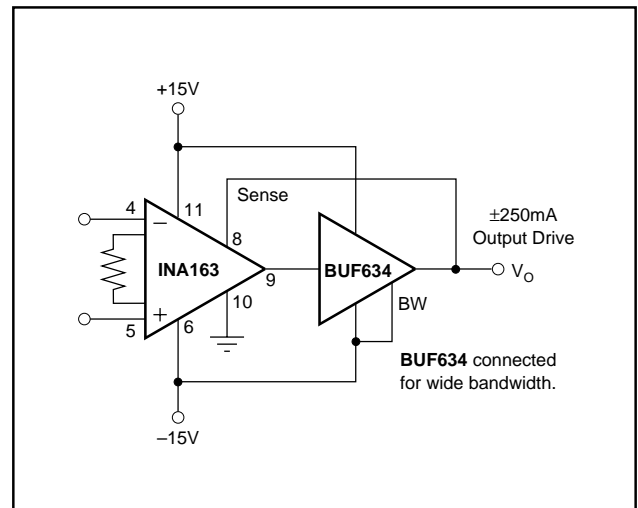 +15V
4
11
Sense
8
±250mA
Output Drive
–
INA163
9
BUF634
V_O
+
10
BW
5
6
BUF634 connected
for wide bandwidth.
–15V